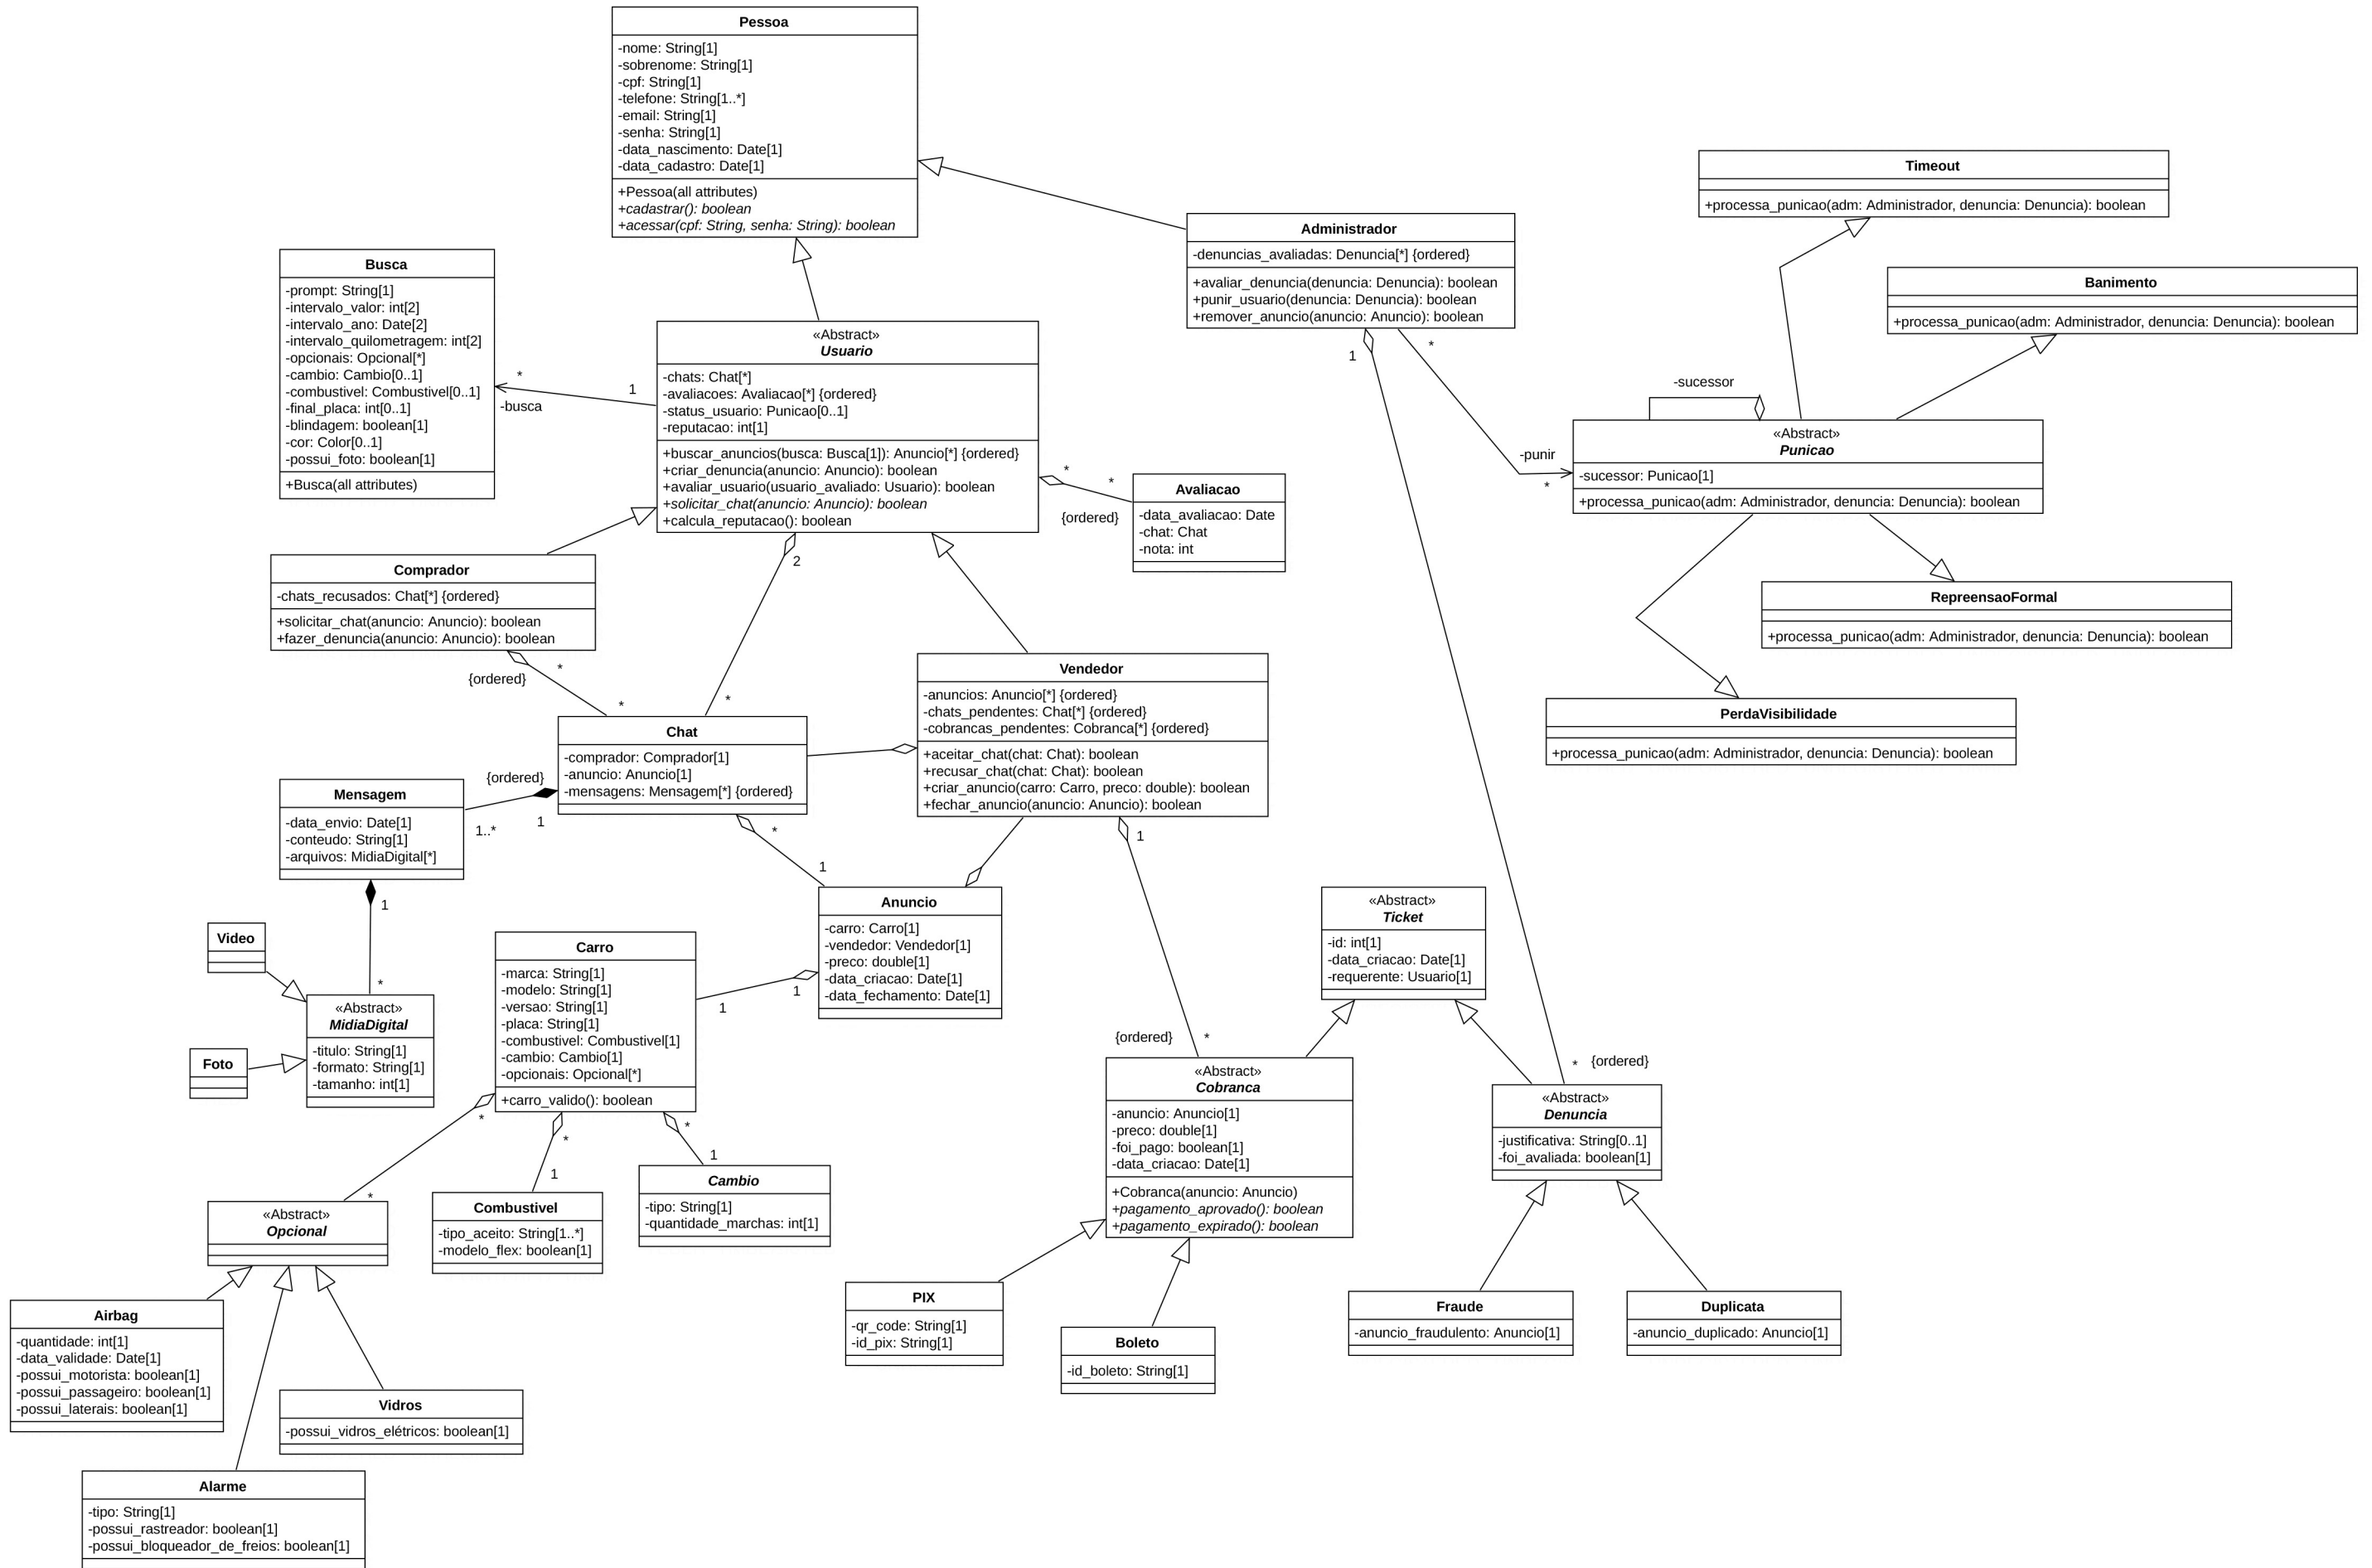 Pessoa
-nome: String[1]
-sobrenome: String[1]
-cpf: String[1]
-telefone: String[1..*]
-email: String[1]
-senha: String[1]
-data_nascimento: Date[1]
-data_cadastro: Date[1]
+Pessoa(all attributes)
+cadastrar(): boolean
+acessar(cpf: String, senha: String): boolean
Timeout
+processa_punicao(adm: Administrador, denuncia: Denuncia): boolean
Administrador
-denuncias_avaliadas: Denuncia[*] {ordered}
+avaliar_denuncia(denuncia: Denuncia): boolean
+punir_usuario(denuncia: Denuncia): boolean
+remover_anuncio(anuncio: Anuncio): boolean
1
*
-punir
*
Banimento
+processa_punicao(adm: Administrador, denuncia: Denuncia): boolean
Busca
-prompt: String[1]
-intervalo_valor: int[2]
-intervalo_ano: Date[2]
-intervalo_quilometragem: int[2]
-opcionais: Opcional[*]
-cambio: Cambio[0..1]
-combustivel: Combustivel[0..1]
-final_placa: int[0..1]
-blindagem: boolean[1]
-cor: Color[0..1]
-possui_foto: boolean[1]
+Busca(all attributes)
*
-busca
1
«Abstract»
Usuario
-chats: Chat[*]
-avaliacoes: Avaliacao[*] {ordered}
-status_usuario: Punicao[0..1]
-reputacao: int[1]
+buscar_anuncios(busca: Busca[1]): Anuncio[*] {ordered}
+criar_denuncia(anuncio: Anuncio): boolean
+avaliar_usuario(usuario_avaliado: Usuario): boolean
+solicitar_chat(anuncio: Anuncio): boolean
+calcula_reputacao(): boolean
*
*
{ordered}
Avaliacao
-data_avaliacao: Date
-chat: Chat
-nota: int
-sucessor
«Abstract»
Punicao
-sucessor: Punicao[1]
+processa_punicao(adm: Administrador, denuncia: Denuncia): boolean
RepreensaoFormal
+processa_punicao(adm: Administrador, denuncia: Denuncia): boolean
PerdaVisibilidade
+processa_punicao(adm: Administrador, denuncia: Denuncia): boolean
Comprador
-chats_recusados: Chat[*] {ordered}
+solicitar_chat(anuncio: Anuncio): boolean
+fazer_denuncia(anuncio: Anuncio): boolean
{ordered}
*
*
2
*
Vendedor
-anuncios: Anuncio[*] {ordered}
-chats_pendentes: Chat[*] {ordered}
-cobrancas_pendentes: Cobranca[*] {ordered}
+aceitar_chat(chat: Chat): boolean
+recusar_chat(chat: Chat): boolean
+criar_anuncio(carro: Carro, preco: double): boolean
+fechar_anuncio(anuncio: Anuncio): boolean
Chat
-comprador: Comprador[1]
-anuncio: Anuncio[1]
-mensagens: Mensagem[*] {ordered}
{ordered}
1..*
1
*
1
1
Mensagem
-data_envio: Date[1]
-conteudo: String[1]
-arquivos: MidiaDigital[*]
1
*
Video
Foto
«Abstract»
MidiaDigital
-titulo: String[1]
-formato: String[1]
-tamanho: int[1]
Carro
-marca: String[1]
-modelo: String[1]
-versao: String[1]
-placa: String[1]
-combustivel: Combustivel[1]
-cambio: Cambio[1]
-opcionais: Opcional[*]
+carro_valido(): boolean
1
1
Anuncio
-carro: Carro[1]
-vendedor: Vendedor[1]
-preco: double[1]
-data_criacao: Date[1]
-data_fechamento: Date[1]
«Abstract»
Ticket
-id: int[1]
-data_criacao: Date[1]
-requerente: Usuario[1]
{ordered}
*
*
{ordered}
«Abstract»
Cobranca
-anuncio: Anuncio[1]
-preco: double[1]
-foi_pago: boolean[1]
-data_criacao: Date[1]
+Cobranca(anuncio: Anuncio)
+pagamento_aprovado(): boolean
+pagamento_expirado(): boolean
«Abstract»
Denuncia
-justificativa: String[0..1]
-foi_avaliada: boolean[1]
*
*
*
1
*
1
«Abstract»
Opcional
Combustivel
-tipo_aceito: String[1..*]
-modelo_flex: boolean[1]
Cambio
-tipo: String[1]
-quantidade_marchas: int[1]
PIX
-qr_code: String[1]
-id_pix: String[1]
Boleto
-id_boleto: String[1]
Fraude
-anuncio_fraudulento: Anuncio[1]
Duplicata
-anuncio_duplicado: Anuncio[1]
Airbag
-quantidade: int[1]
-data_validade: Date[1]
-possui_motorista: boolean[1]
-possui_passageiro: boolean[1]
-possui_laterais: boolean[1]
Vidros
-possui_vidros_elétricos: boolean[1]
Alarme
-tipo: String[1]
-possui_rastreador: boolean[1]
-possui_bloqueador_de_freios: boolean[1]